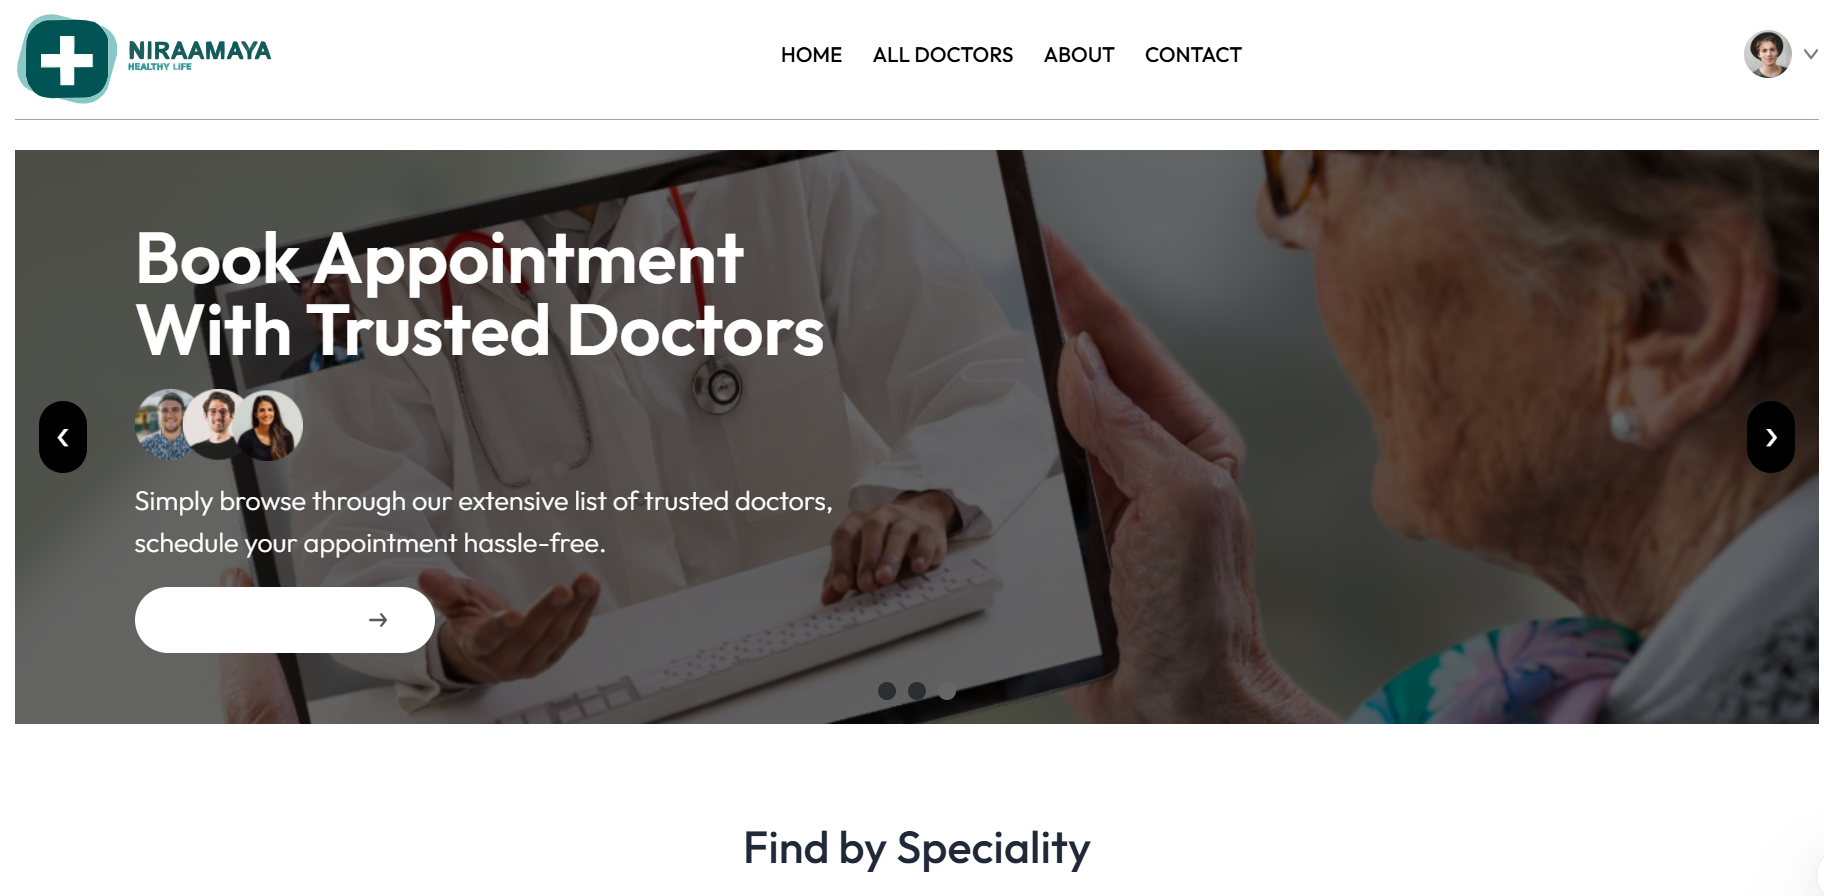 NIRAAMAYA
HEALTHY LIFE
HOME ALL DOCTORS ABOUT CONTACT
Book Appointment
With Trusted Doctors
Simply browse through our extensive list of trusted doctors,
schedule your appointment hassle-free.
Find by Speciality